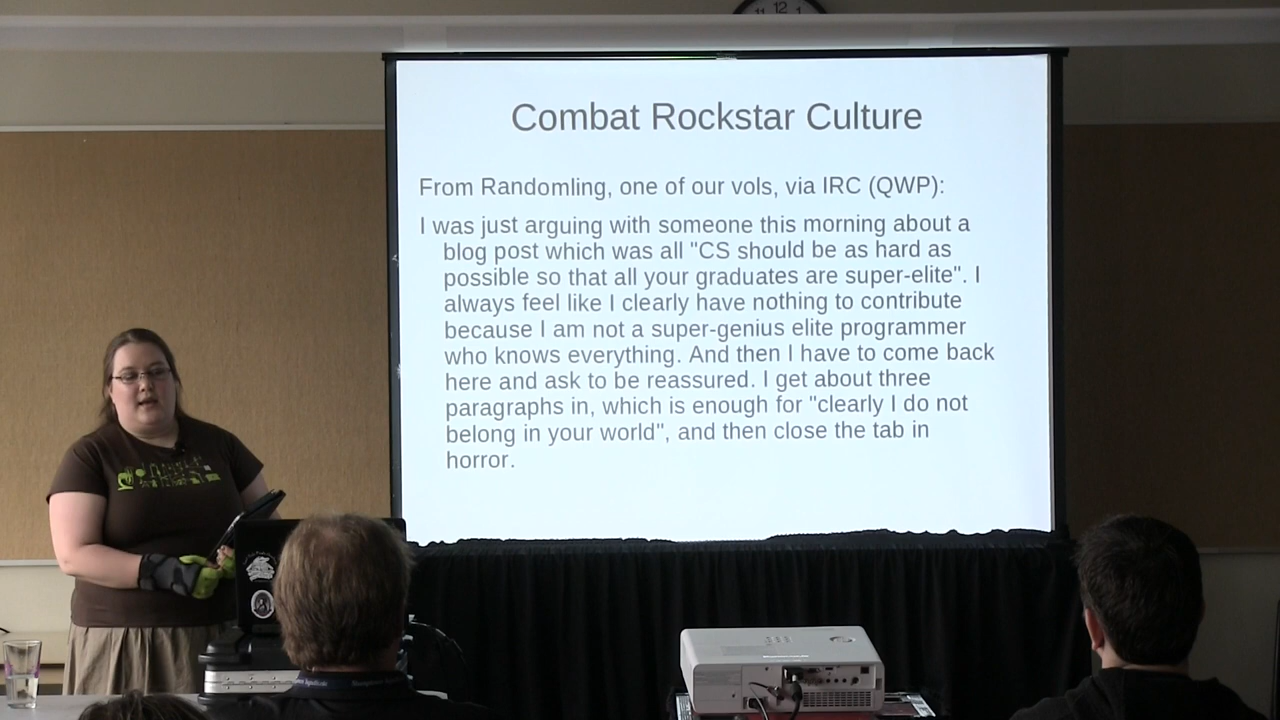 11 12 1
Combat Rockstar Culture
From Randomling, one of our vols, via IRC (QWP):
I was just arguing with someone this morning about a
blog post which was all "CS should be as hard as
possible so that all your graduates are super-elite". I
always feel like I clearly have nothing to contribute
because I am not a super-genius elite programmer
who knows everything. And then I have to come back
here and ask to be reassured. I get about three
paragraphs in, which is enough for "clearly I do not
belong in your world", and then close the tab in
horror.